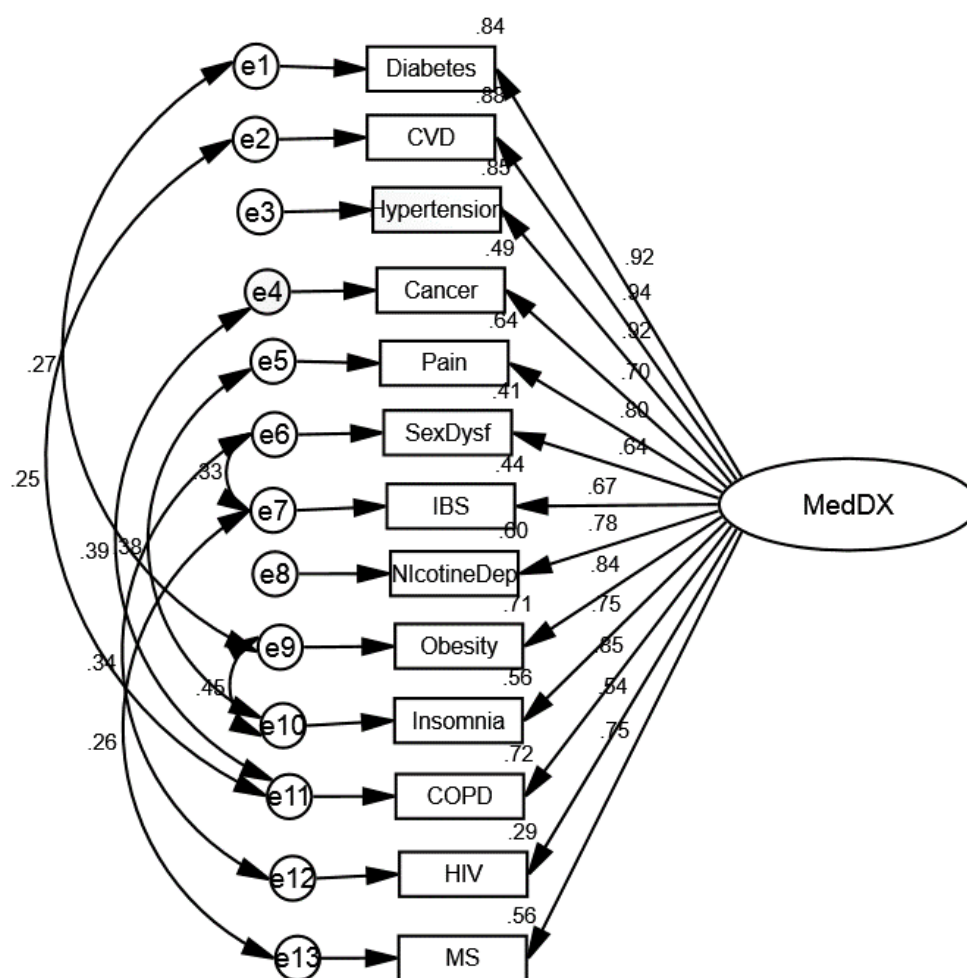 .84
e1
Diabetes
.88
e2
CVD
.85
e3
Hypertension
.49
.92
e4
Cancer
.94
.64
.92
.27
e5
Pain
.70
.41
.80
e6
SexDysf
.64
.44
.33
.25
e7
IBS
.67
MedDX
.60
.78
.39
.38
e8
NIcotineDep
.84
.71
.75
e9
Obesity
.85
.34
.56
.45
.54
e10
Insomnia
.75
.26
.72
e11
COPD
.29
e12
HIV
.56
e13
MS